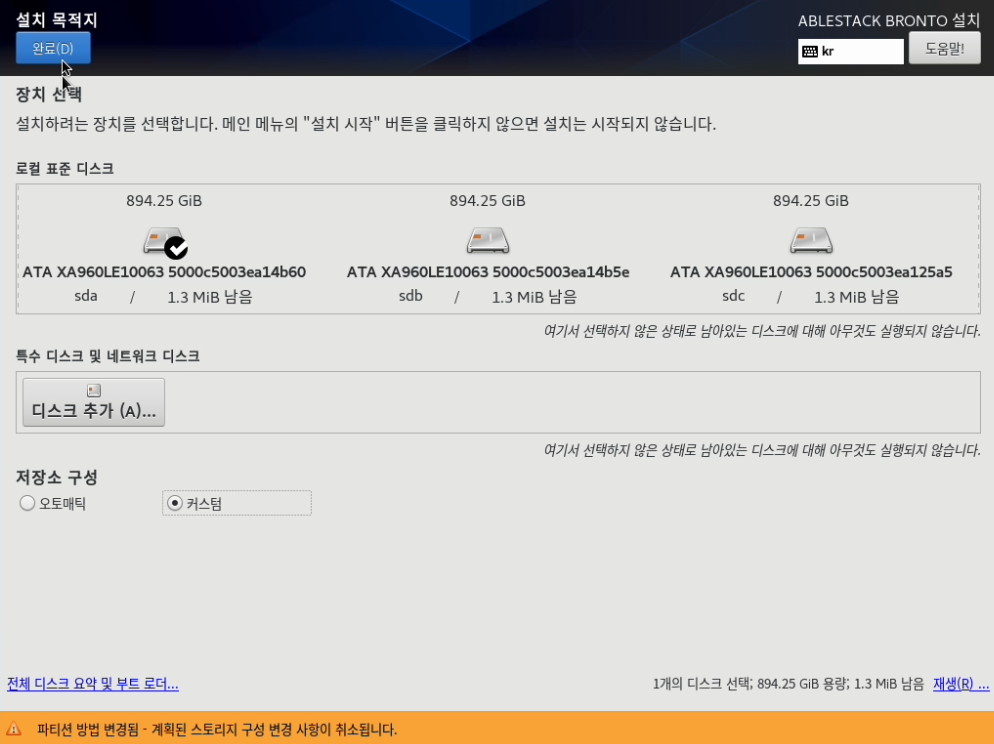 설치 목적지
ABLESTACK BRONTO 설치
완료(D)
kr
도움말!
장치 선택
설치하려는 장치를 선택합니다. 메인 메뉴의 "설치 시작" 버튼을 클릭하지 않으면 설치는 시작되지 않습니다.
로컬 표준 디스크
894.25 GiB 894.25 GiB 894.25 GiB
ATA XA960LE10063 5000c5003ea14b60 ATA XA960LE10063 5000c5003ea14b5e ATA XA960LE10063 5000c5003ea125a5
sda / 1.3 MiB 남음 sdb / 1.3 MiB 남음 sdc / 1.3 MiB 남음
여기서 선택하지 않은 상태로 남아있는 디스크에 대해 아무것도 실행되지 않습니다.
특수 디스크 및 네트워크 디스크
디스크 추가 (A)...
여기서 선택하지 않은 상태로 남아있는 디스크에 대해 아무것도 실행되지 않습니다.
저장소 구성
오토매틱 커스텀
전체 디스크 요약 및 부트 로더... 1개의 디스크 선택; 894.25 GiB 용량; 1.3 MiB 남음 재생(R) ...
파티션 방법 변경됨 - 계획된 스토리지 구성 변경 사항이 취소됩니다.